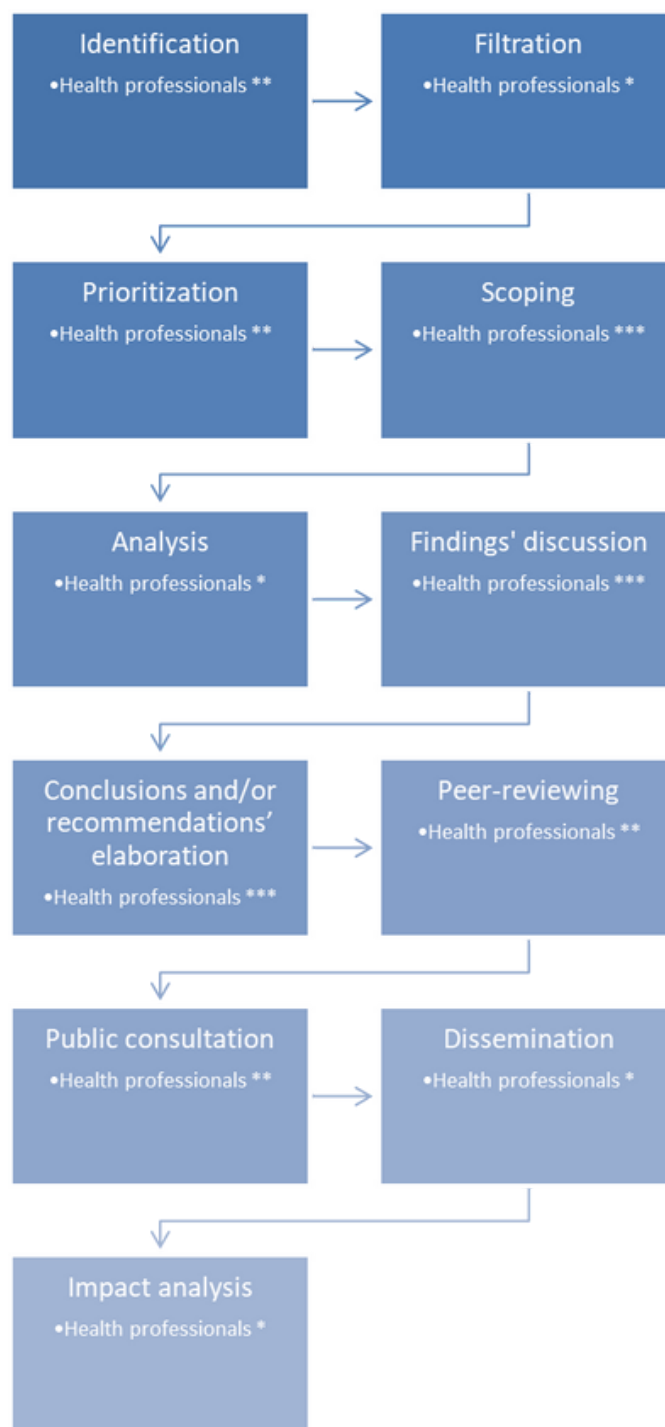 Identification
•Health professionals **
Filtration
•Health professionals *
Prioritization
•Health professionals **
Scoping
•Health professionals ***
Analysis
•Health professionals *
Findings' discussion
•Health professionals ***
Conclusions and/or
recommendations’
elaboration
•Health professionals ***
Peer-reviewing
•Health professionals **
Public consultation
•Health professionals **
Dissemination
•Health professionals *
Impact analysis
•Health professionals *